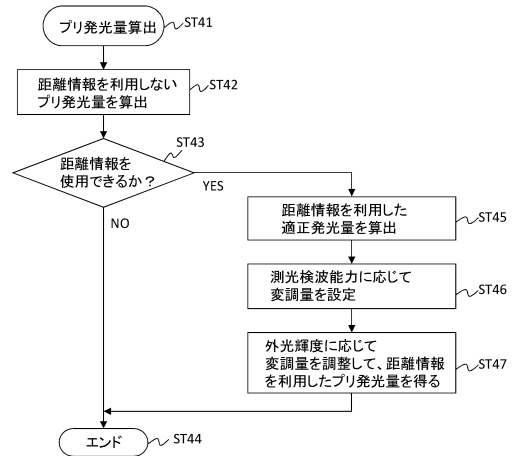 プリ発光量算出
ST41
距離情報を利用しない
プリ発光量を算出
ST42
距離情報を
使用できるか？
ST43
YES
NO
距離情報を利用した
適正発光量を算出
ST45
測光検波能力に応じて
変調量を設定
ST46
外光輝度に応じて
変調量を調整して、距離情報
を利用したプリ発光量を得る
ST47
エンド
ST44